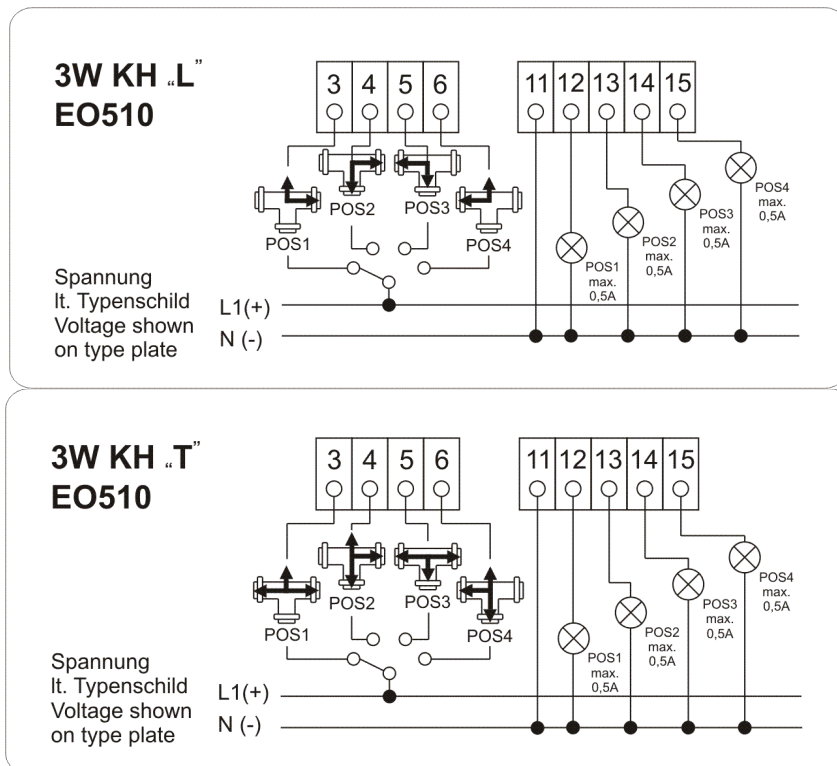 3W KH „L”
EO510
3 4 5 6
11 12 13 14 15
POS1
POS2
POS3
POS4
POS1
max.
0,5A
POS2
max.
0,5A
POS3
max.
0,5A
POS4
max.
0,5A
Spannung
lt. Typenschild
Voltage shown
on type plate
L1(+)
N (-)
3W KH „T”
EO510
3 4 5 6
11 12 13 14 15
POS1
POS2
POS3
POS4
POS1
max.
0,5A
POS2
max.
0,5A
POS3
max.
0,5A
POS4
max.
0,5A
Spannung
lt. Typenschild
Voltage shown
on type plate
L1(+)
N (-)